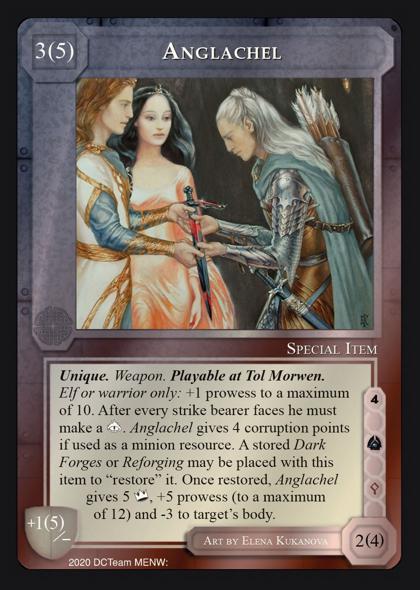 3(5)
ANGLACHEL
SPECIAL ITEM
Unique. Weapon. Playable at Tol Morwen.
Elf or warrior only: +1 prowess to a maximum
of 10. After every strike bearer faces he must
make a . Anglachel gives 4 corruption points
if used as a minion resource. A stored Dark
Forges or Reforging may be placed with this
item to “restore” it. Once restored, Anglachel
gives 5 , +5 prowess (to a maximum
of 12) and -3 to target's body.
4
+1(5)/–
ART BY ELENA KUKANOVA
2(4)
2020 DCTeam MENW: